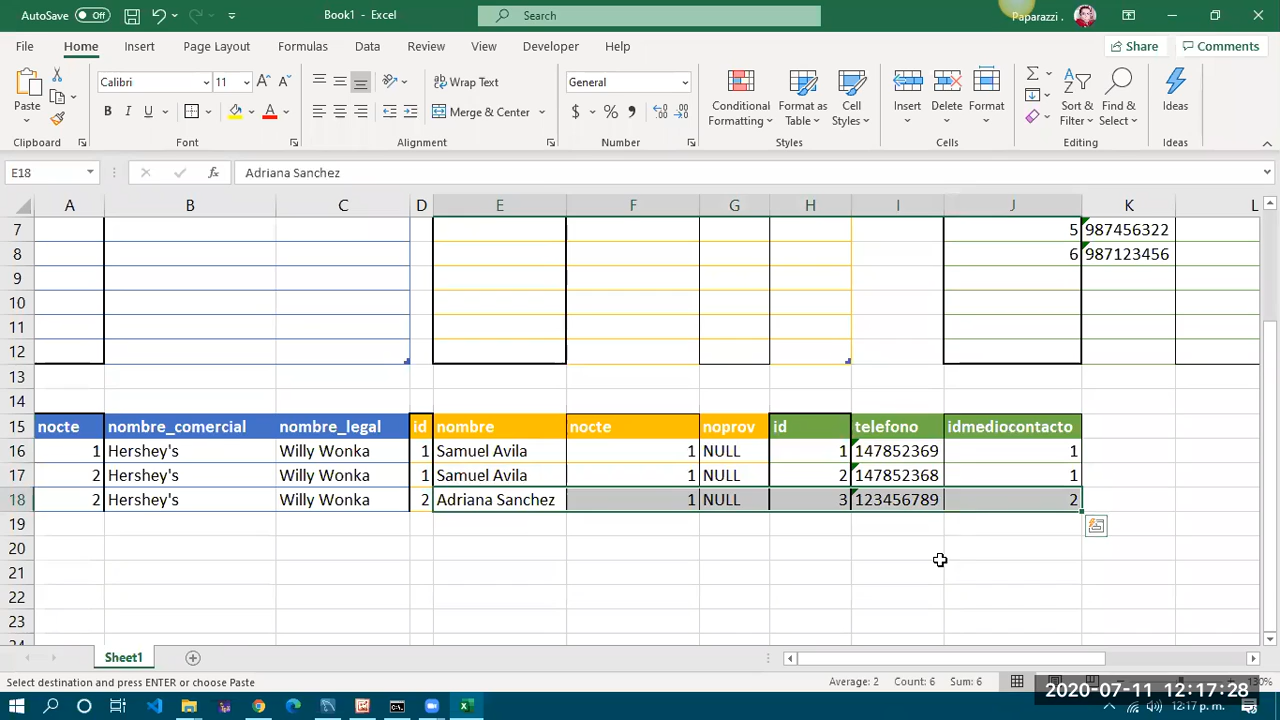 AutoSave Off Book1 - Excel Search Paparazzi .
File Home Insert Page Layout Formulas Data Review View Developer Help Share Comments
Paste Calibri 11 Wrap Text General Conditional Formatting Format as Table Cell Styles Insert Delete Format Sort & Filter Find & Select Ideas
B I U Merge & Center $ % ,
Clipboard Font Alignment Number Styles Cells Editing Ideas
E18 fx Adriana Sanchez
A B C D E F G H I J K L
7 5 987456322
8 6 987123456
9
10
11
12
13
14
15 nocte nombre_comercial nombre_legal id nombre nocte noprov id telefono idmediocontacto
16 1 Hershey's Willy Wonka 1 Samuel Avila 1 NULL 1 147852369 1
17 2 Hershey's Willy Wonka 1 Samuel Avila 1 NULL 2 147852368 1
18 2 Hershey's Willy Wonka 2 Adriana Sanchez 1 NULL 3 123456789 2
19
20
21
22
23
Sheet1
Select destination and press ENTER or choose Paste Average: 2 Count: 6 Sum: 6 130%
2020-07-11 12:17:28
12:17 p. m.